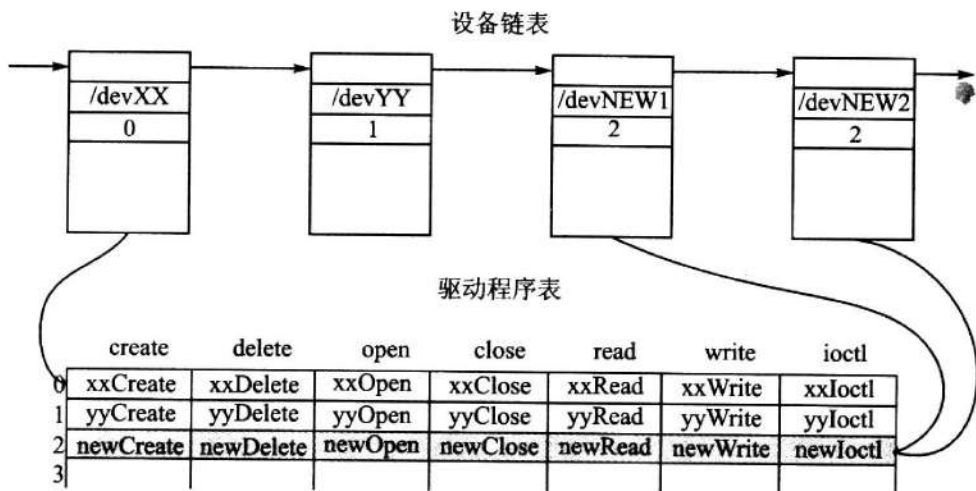 设备链表
/devXX /devYY /devNEW1 /devNEW2
0 1 2 2
驱动程序表
create delete open close read write ioctl
0 xxCreate xxDelete xxOpen xxClose xxRead xxWrite xxIoctl
1 yyCreate yyDelete yyOpen yyClose yyRead yyWrite yyIoctl
2 newCreate newDelete newOpen newClose newRead newWrite newIoctl
3